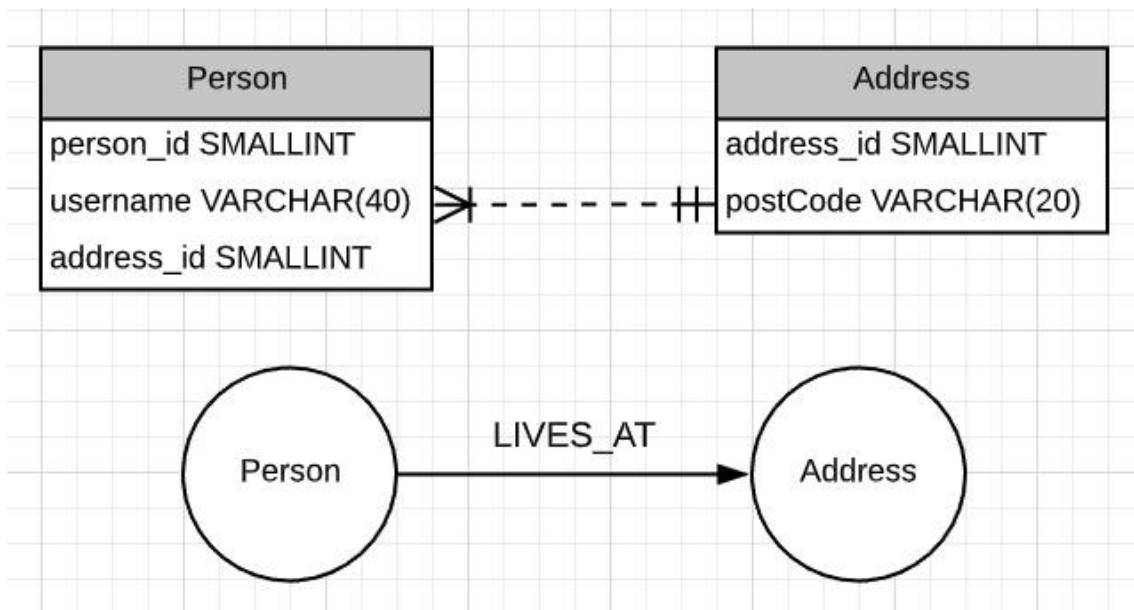 Person
person_id SMALLINT
username VARCHAR(40)
address_id SMALLINT
Address
address_id SMALLINT
postCode VARCHAR(20)
Person
LIVES_AT
Address